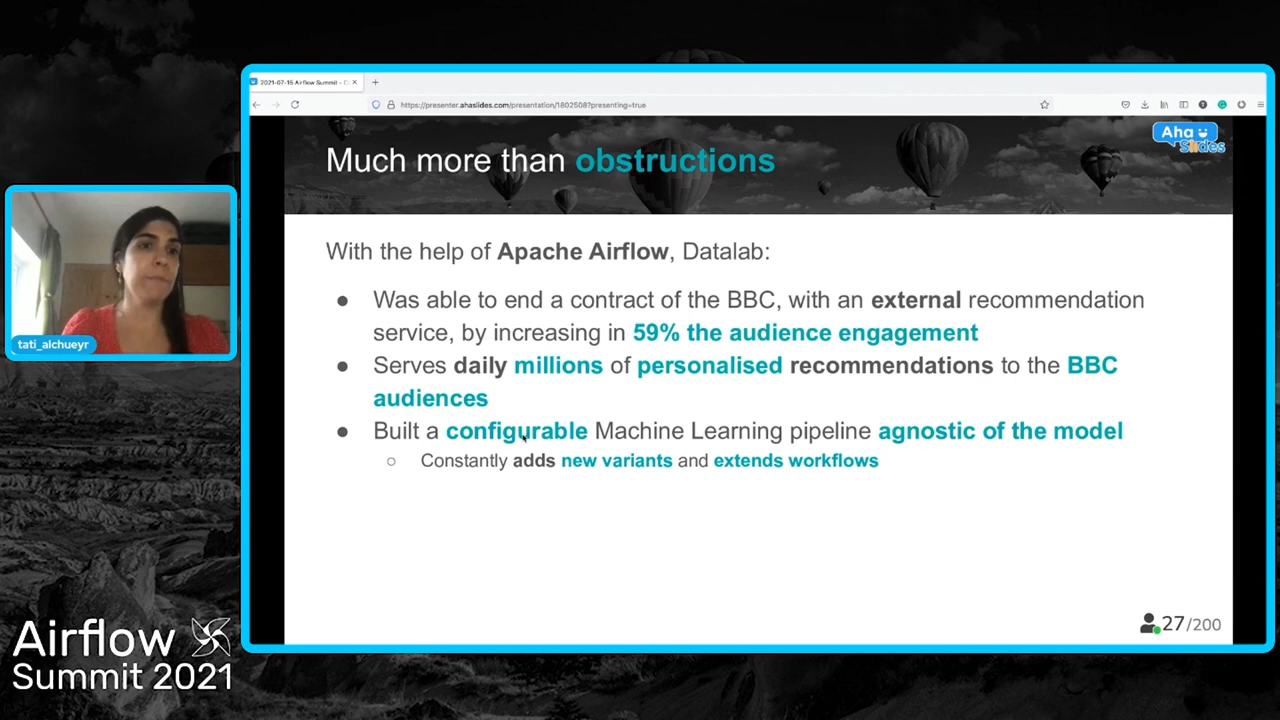 2021-07-15 Airflow Summit - C
https://presenter.ahaslides.com/presentation/1802508?presenting=true
Aha
Slides
Much more than obstructions
With the help of Apache Airflow, Datalab:
● Was able to end a contract of the BBC, with an external recommendation
service, by increasing in 59% the audience engagement
● Serves daily millions of personalised recommendations to the BBC
audiences
● Built a configurable Machine Learning pipeline agnostic of the model
○ Constantly adds new variants and extends workflows
27/200
tati_alchueyr
Airflow
Summit 2021